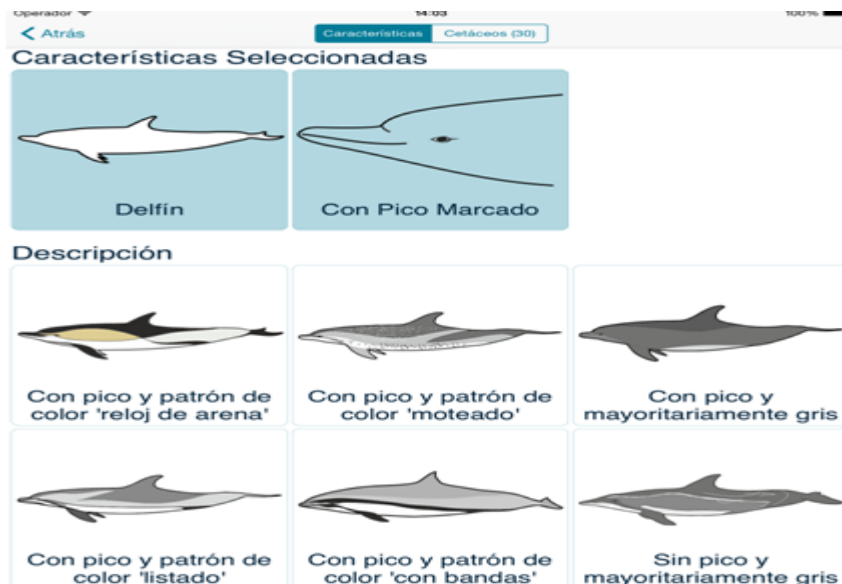 Operador 14:03 100%
Atrás Características Cetáceos (30)
Características Seleccionadas
Delfín
Con Pico Marcado
Descripción
Con pico y patrón de
color 'reloj de arena'
Con pico y patrón de
color 'moteado'
Con pico y
mayoritariamente gris
Con pico y patrón de
color 'listado'
Con pico y patrón de
color 'con bandas'
Sin pico y
mayoritariamente gris